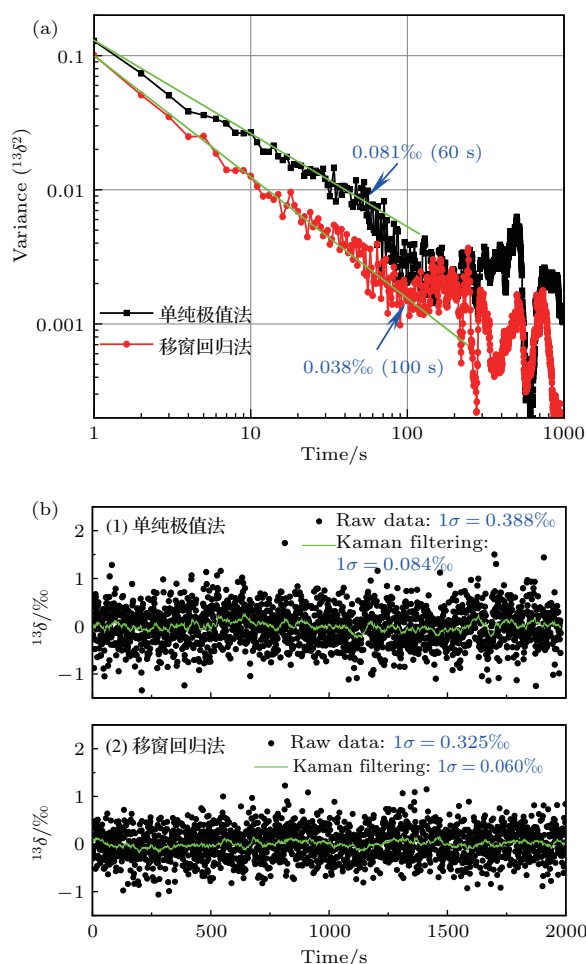 (a)
0.1
0.01
0.001
Variance (¹³δ²)
0.081‰ (60 s)
单纯极值法
移窗回归法
0.038‰ (100 s)
1 10 100 1000
Time/s
(b)
(1) 单纯极值法
Raw data: 1σ = 0.388‰
Kaman filtering:
1σ = 0.084‰
2
1
0
−1
¹³δ/‰
(2) 移窗回归法
Raw data: 1σ = 0.325‰
Kaman filtering: 1σ = 0.060‰
2
1
0
−1
¹³δ/‰
0 500 1000 1500 2000
Time/s